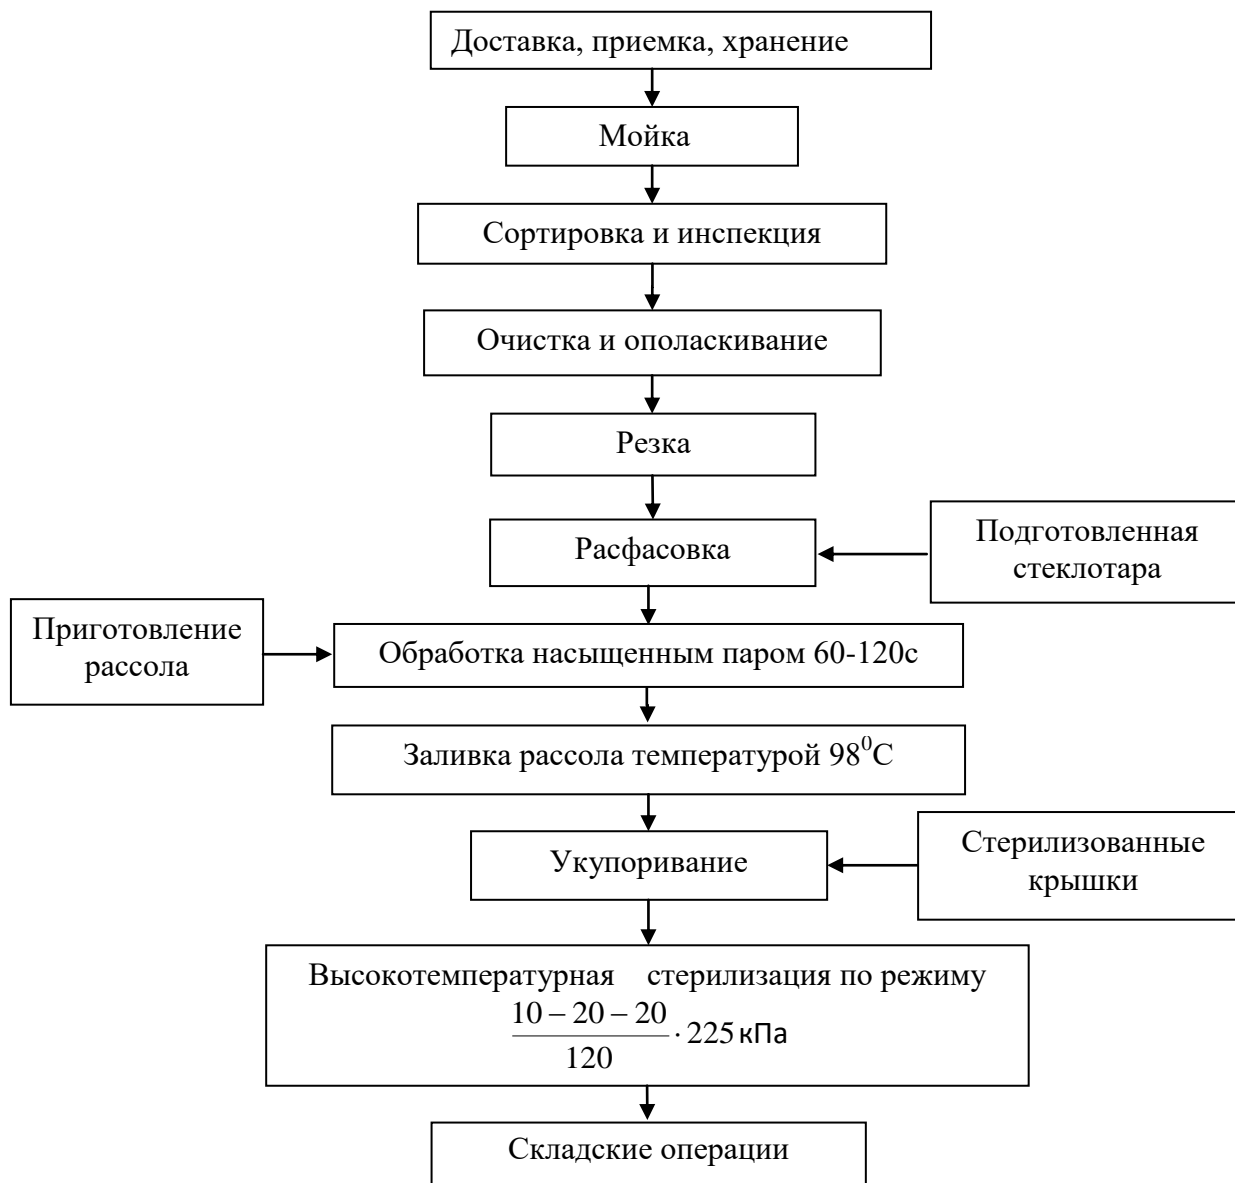 Доставка, приемка, хранение
Мойка
Сортировка и инспекция
Очистка и ополаскивание
Резка
Расфасовка
Подготовленная
стеклотара
Приготовление
рассола
Обработка насыщенным паром 60-120с
Заливка рассола температурой 98⁰С
Укупоривание
Стерилизованные
крышки
Высокотемпературная стерилизация по режиму
10 – 20 – 20
120
· 225 кПа
Складские операции